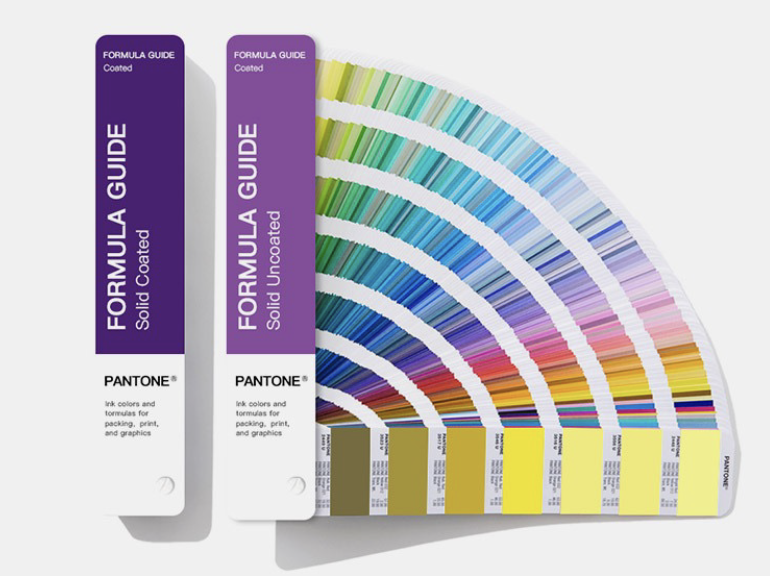 FORMULA GUIDE
Coated
FORMULA GUIDE
Solid Coated
PANTONE®
Ink colors and
formulas for
packing, print,
and graphics
FORMULA GUIDE
Coated
FORMULA GUIDE
Solid Uncoated
PANTONE®
Ink colors and
formulas for
packing, print,
and graphics
PANTONE®